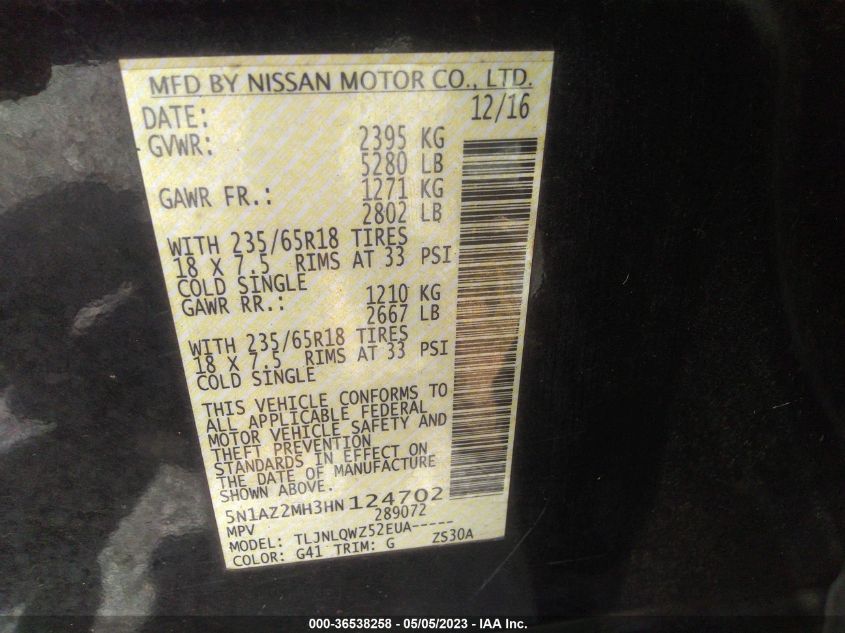 MFD BY NISSAN MOTOR CO., LTD.
DATE: 12/16
GVWR: 2395 KG
5280 LB
GAWR FR.: 1271 KG
2802 LB
WITH 235/65R18 TIRES
18 X 7.5 RIMS AT 33 PSI
COLD SINGLE
GAWR RR.: 1210 KG
2667 LB
WITH 235/65R18 TIRES
18 X 7.5 RIMS AT 33 PSI
COLD SINGLE
THIS VEHICLE CONFORMS TO
ALL APPLICABLE FEDERAL
MOTOR VEHICLE SAFETY AND
THEFT PREVENTION
STANDARDS IN EFFECT ON
THE DATE OF MANUFACTURE
SHOWN ABOVE.
5N1AZ2MH3HN124702
MPV 289072
MODEL: TLJNLQWZ52EUA-----
COLOR: G41 TRIM: G ZS30A
000-36538258 - 05/05/2023 - IAA Inc.